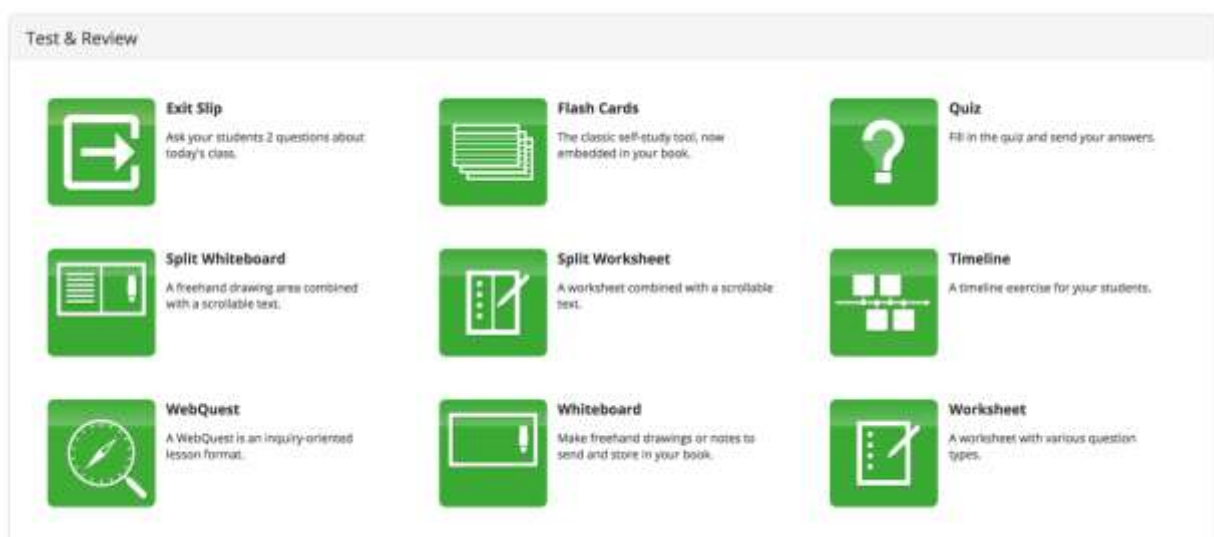 Test & Review
Exit Slip
Ask your students 2 questions about
today's class.
Flash Cards
The classic self-study tool, now
embedded in your book.
Quiz
Fill in the quiz and send your answers.
Split Whiteboard
A freehand drawing area combined
with a scrollable text.
Split Worksheet
A worksheet combined with a scrollable
text.
Timeline
A timeline exercise for your students.
WebQuest
A WebQuest is an inquiry-oriented
lesson format.
Whiteboard
Make freehand drawings or notes to
send and store in your book.
Worksheet
A worksheet with various question
types.